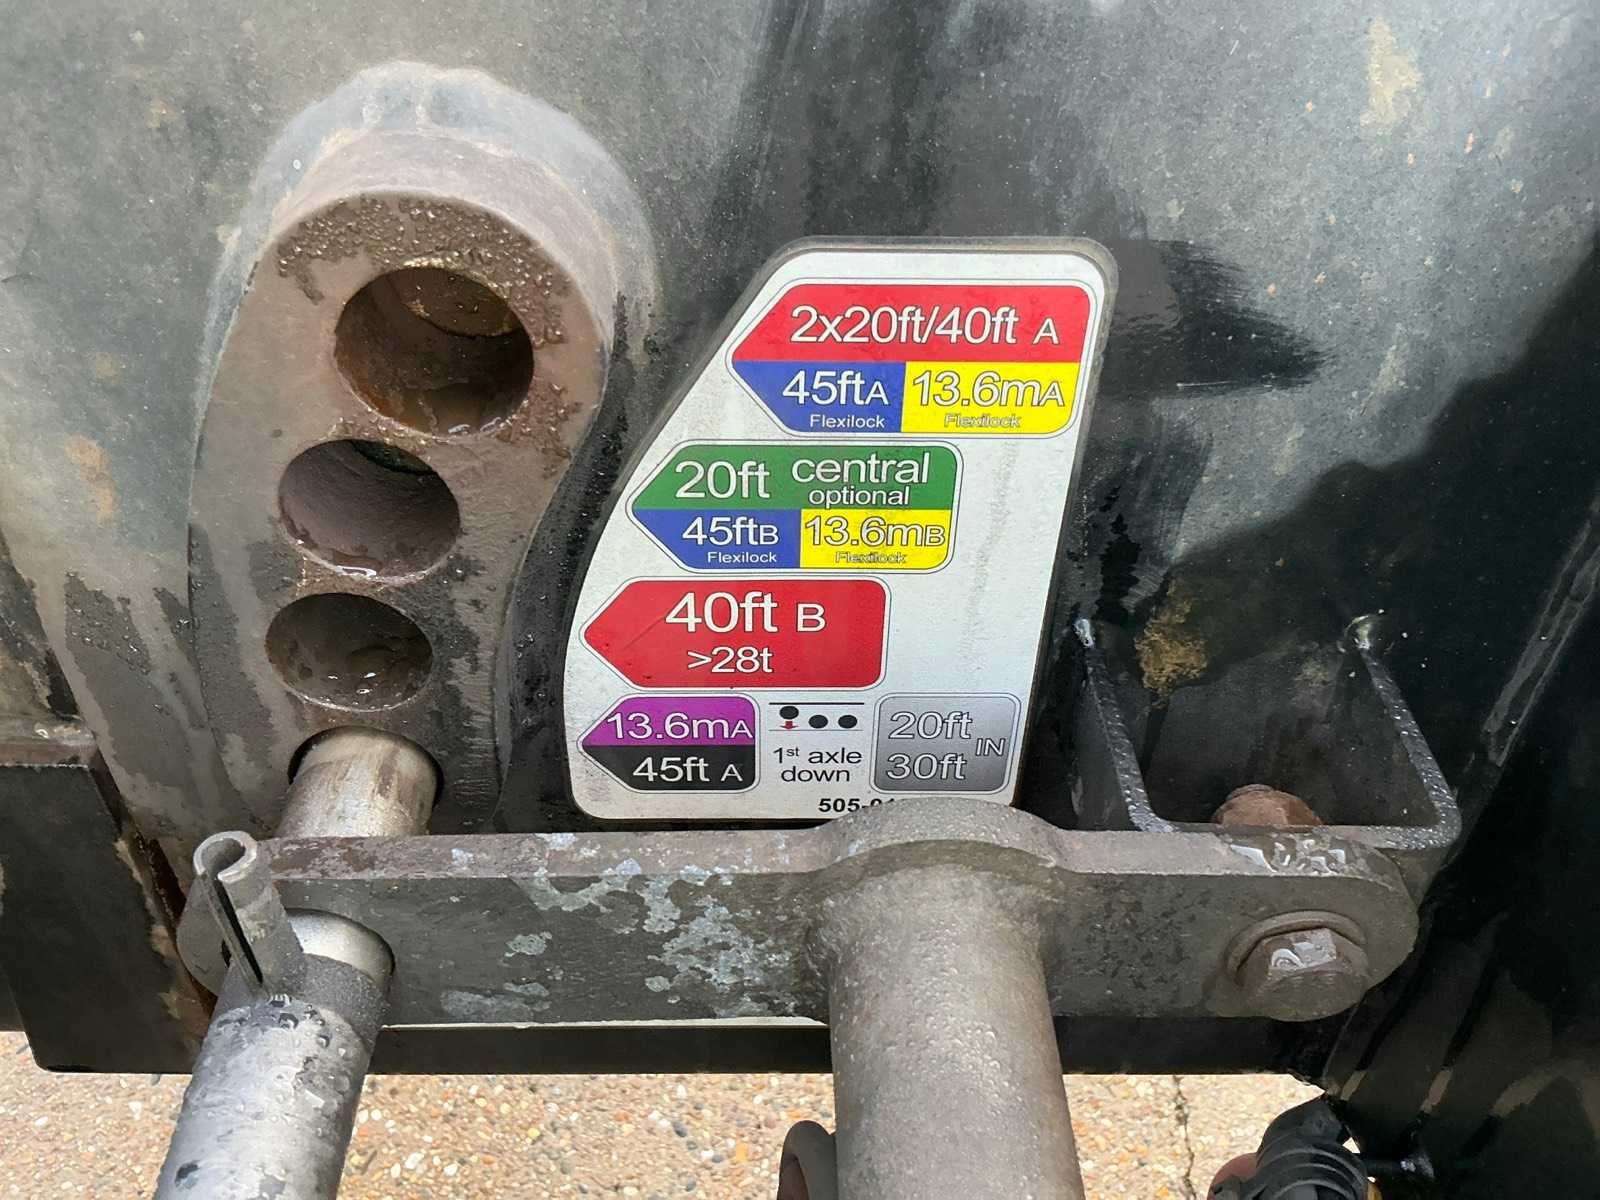 2x20ft/40ft A
45ftA 13.6mA
Flexilock Flexilock
20ft central
optional
45ftB 13.6mB
Flexilock Flexilock
40ft B
>28t
13.6mA
45ft A
1st axle
down
20ft
30ft
IN